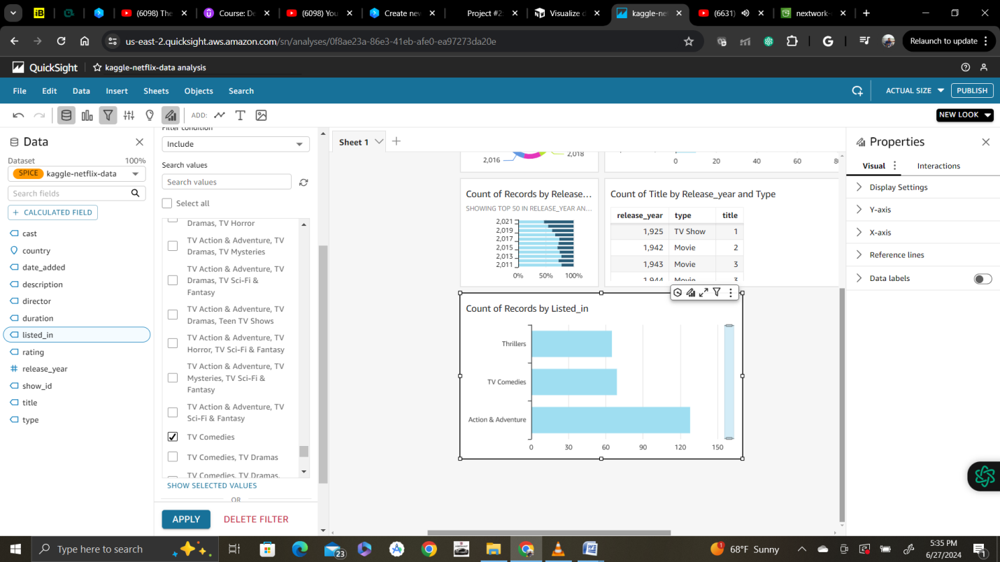 iB
(6098) The
Course: De
(6098) You
Create new
Project #2:
Visualize d
kaggle-net
(6631)
nextwork-
us-east-2.quicksight.aws.amazon.com/sn/analyses/0f8ae23a-86e3-41eb-afe0-ea97273da20e
Relaunch to update
QuickSight
kaggle-netflix-data analysis
File Edit Data Insert Sheets Objects Search
ACTUAL SIZE
PUBLISH
ADD:
NEW LOOK
Data
Dataset
100%
SPICE kaggle-netflix-data
Search fields
+ CALCULATED FIELD
cast
country
date_added
description
director
duration
listed_in
rating
release_year
show_id
title
type
Filter condition
Include
Search values
Search values
Select all
Dramas, TV Horror
TV Action & Adventure, TV
Dramas, TV Mysteries
TV Action & Adventure, TV
Dramas, TV Sci-Fi &
Fantasy
TV Action & Adventure, TV
Dramas, Teen TV Shows
TV Action & Adventure, TV
Horror, TV Sci-Fi & Fantasy
TV Action & Adventure, TV
Mysteries, TV Sci-Fi &
Fantasy
TV Action & Adventure, TV
Sci-Fi & Fantasy
TV Comedies
TV Comedies, TV Dramas
TV Comedies, TV Dramas,
SHOW SELECTED VALUES
OR
APPLY
DELETE FILTER
Sheet 1
2,016
2,018
0 20 40 60
Count of Records by Release...
SHOWING TOP 50 IN RELEASE_YEAR AN...
2,021
2,019
2,017
2,015
2,013
2,011
0% 50% 100%
Count of Title by Release_year and Type
release_year type title
1,925 TV Show 1
1,942 Movie 2
1,943 Movie 3
1,944 Movie 3
Count of Records by Listed_in
Thrillers
TV Comedies
Action & Adventure
0 30 60 90 120 150
Properties
Visual
Interactions
Display Settings
Y-axis
X-axis
Reference lines
Data labels
Type here to search
23
1
68°F Sunny
5:35 PM
6/27/2024
1